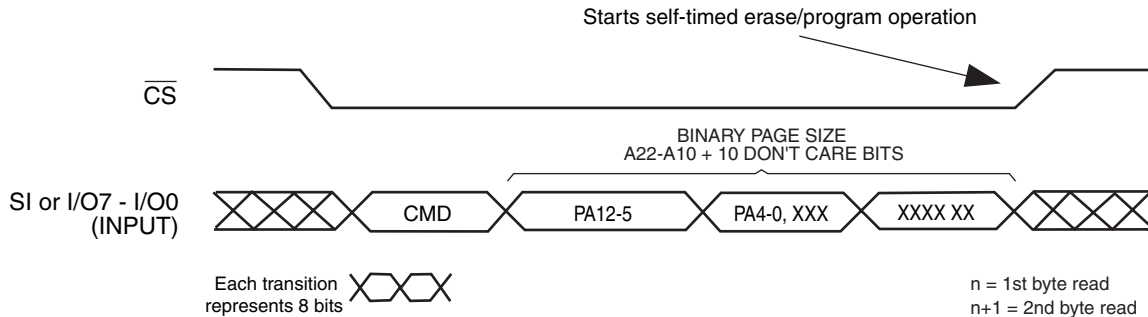 Starts self-timed erase/program operation
CS
BINARY PAGE SIZE
A22-A10 + 10 DON'T CARE BITS
SI or I/O7 - I/O0
(INPUT)
CMD
PA12-5
PA4-0, XXX
XXXX XX
Each transition
represents 8 bits
n = 1st byte read
n+1 = 2nd byte read